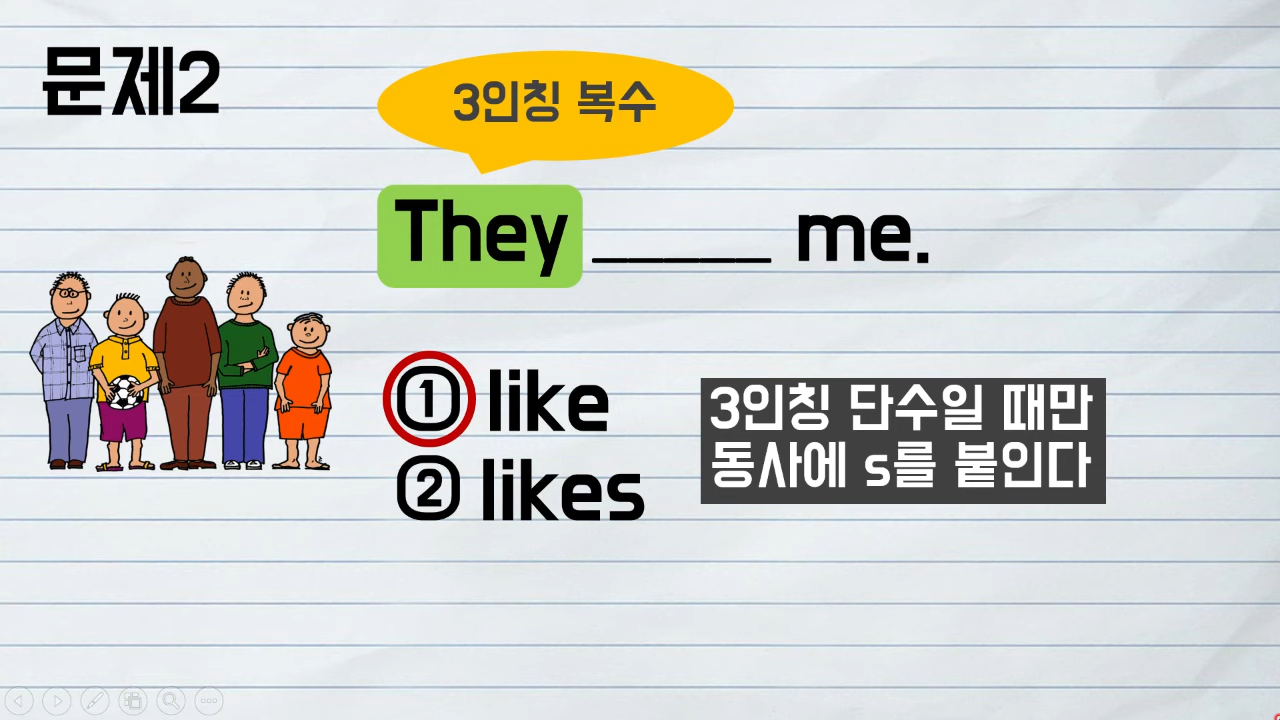 문제2
3인칭 복수
They _____ me.
① like
② likes
3인칭 단수일 때만
동사에 s를 붙인다